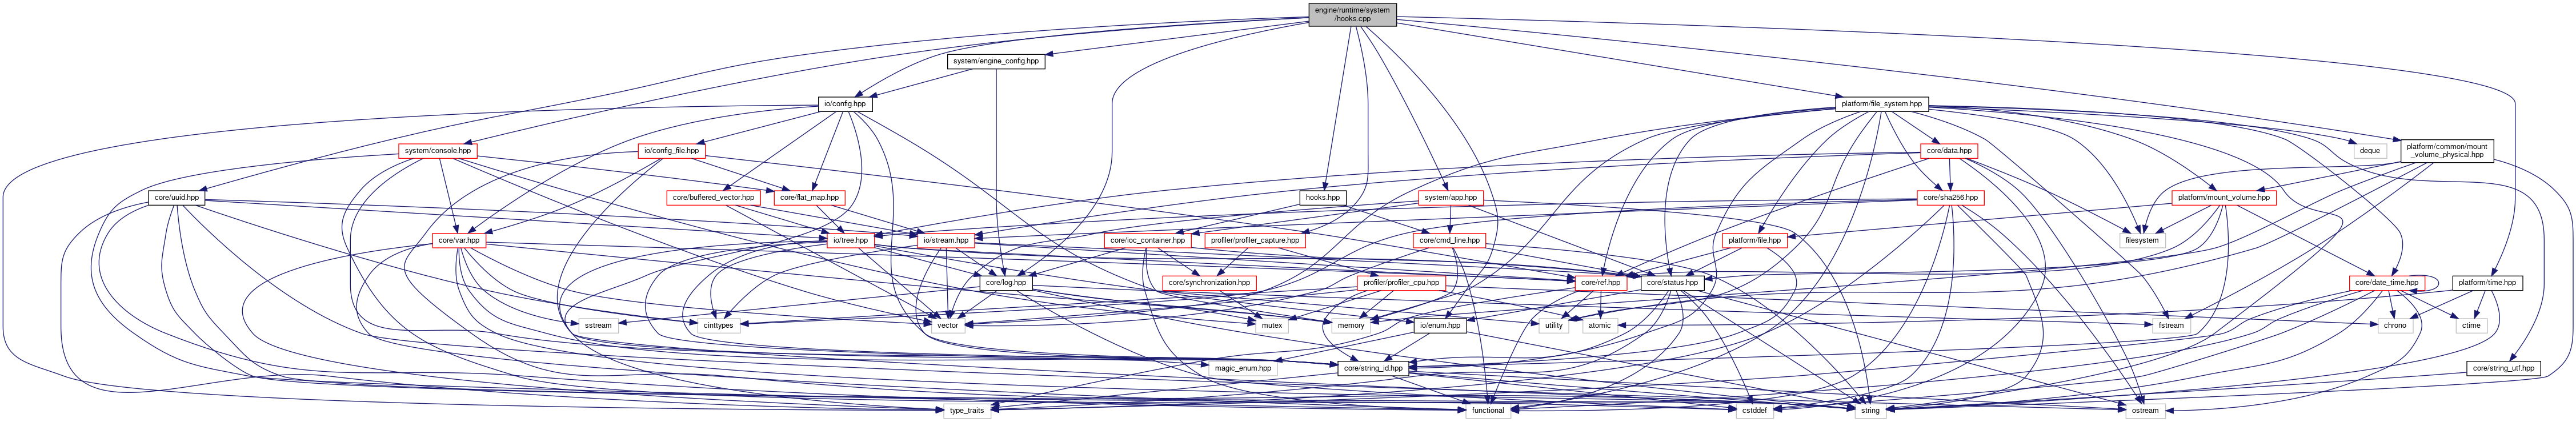 engine/runtime/system
/hooks.cpp
system/engine_config.hpp
io/config.hpp
platform/file_system.hpp
system/console.hpp
io/config_file.hpp
core/data.hpp
deque
platform/common/mount
_volume_physical.hpp
core/uuid.hpp
core/buffered_vector.hpp
core/flat_map.hpp
hooks.hpp
system/app.hpp
core/sha256.hpp
platform/mount_volume.hpp
core/var.hpp
io/tree.hpp
io/stream.hpp
core/ioc_container.hpp
profiler/profiler_capture.hpp
core/cmd_line.hpp
platform/file.hpp
filesystem
core/log.hpp
core/synchronization.hpp
profiler/profiler_cpu.hpp
core/ref.hpp
core/status.hpp
core/date_time.hpp
platform/time.hpp
sstream
cinttypes
vector
mutex
memory
io/enum.hpp
utility
atomic
fstream
chrono
ctime
magic_enum.hpp
core/string_id.hpp
core/string_utf.hpp
type_traits
functional
cstddef
string
ostream